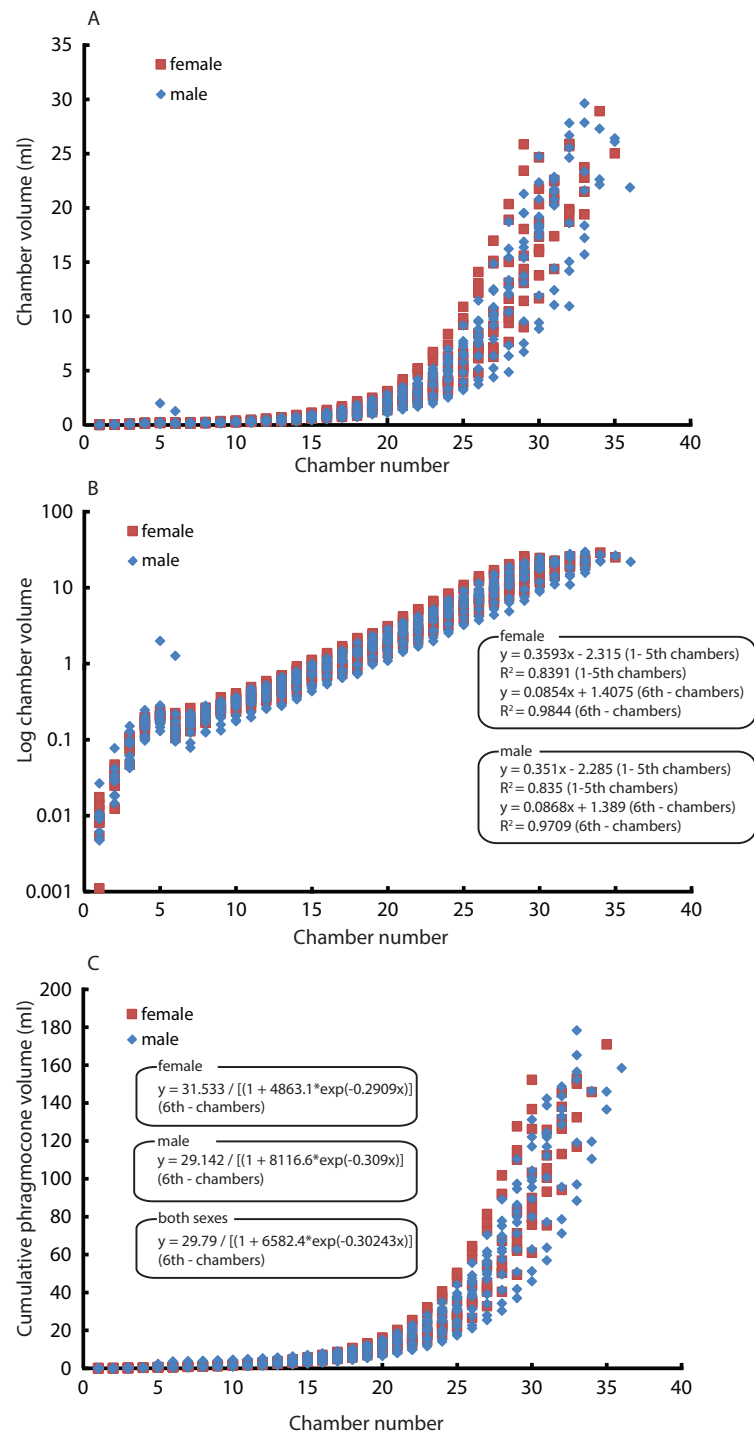 A
35
30
25
20
15
10
5
0
Chamber volume (ml)
female
male
0 5 10 15 20 25 30 35 40
Chamber number
B
100
10
1
0.1
0.01
0.001
Log chamber volume
female
male
female
y = 0.3593x - 2.315 (1- 5th chambers)
R² = 0.8391 (1-5th chambers)
y = 0.0854x + 1.4075 (6th - chambers)
R² = 0.9844 (6th - chambers)
male
y = 0.351x - 2.285 (1- 5th chambers)
R² = 0.835 (1-5th chambers)
y = 0.0868x + 1.389 (6th - chambers)
R² = 0.9709 (6th - chambers)
0 5 10 15 20 25 30 35 40
Chamber number
C
200
180
160
140
120
100
80
60
40
20
0
Cumulative phragmocone volume (ml)
female
male
female
y = 31.533 / [(1 + 4863.1*exp(-0.2909x)]
(6th - chambers)
male
y = 29.142 / [(1 + 8116.6*exp(-0.309x)]
(6th - chambers)
both sexes
y = 29.79 / [(1 + 6582.4*exp(-0.30243x)]
(6th - chambers)
0 5 10 15 20 25 30 35 40
Chamber number